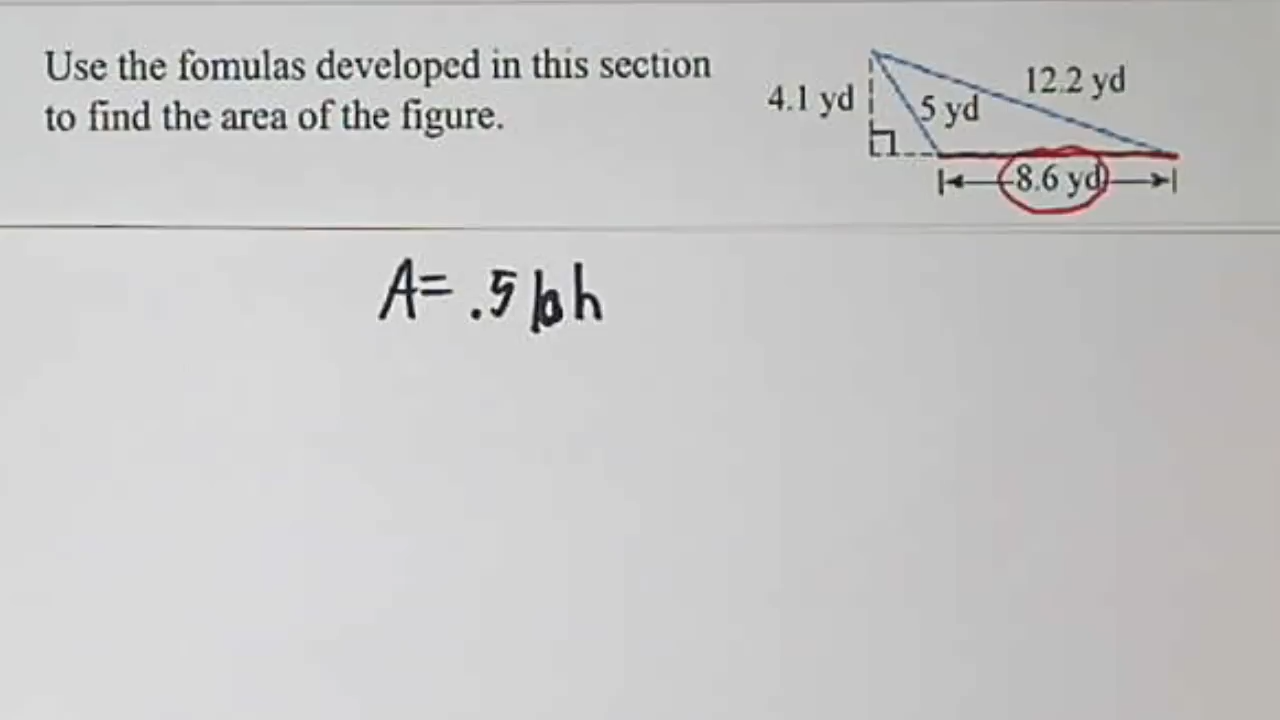 Use the fomulas developed in this section
to find the area of the figure.
12.2 yd
4.1 yd
5 yd
8.6 yd
A= .5bh